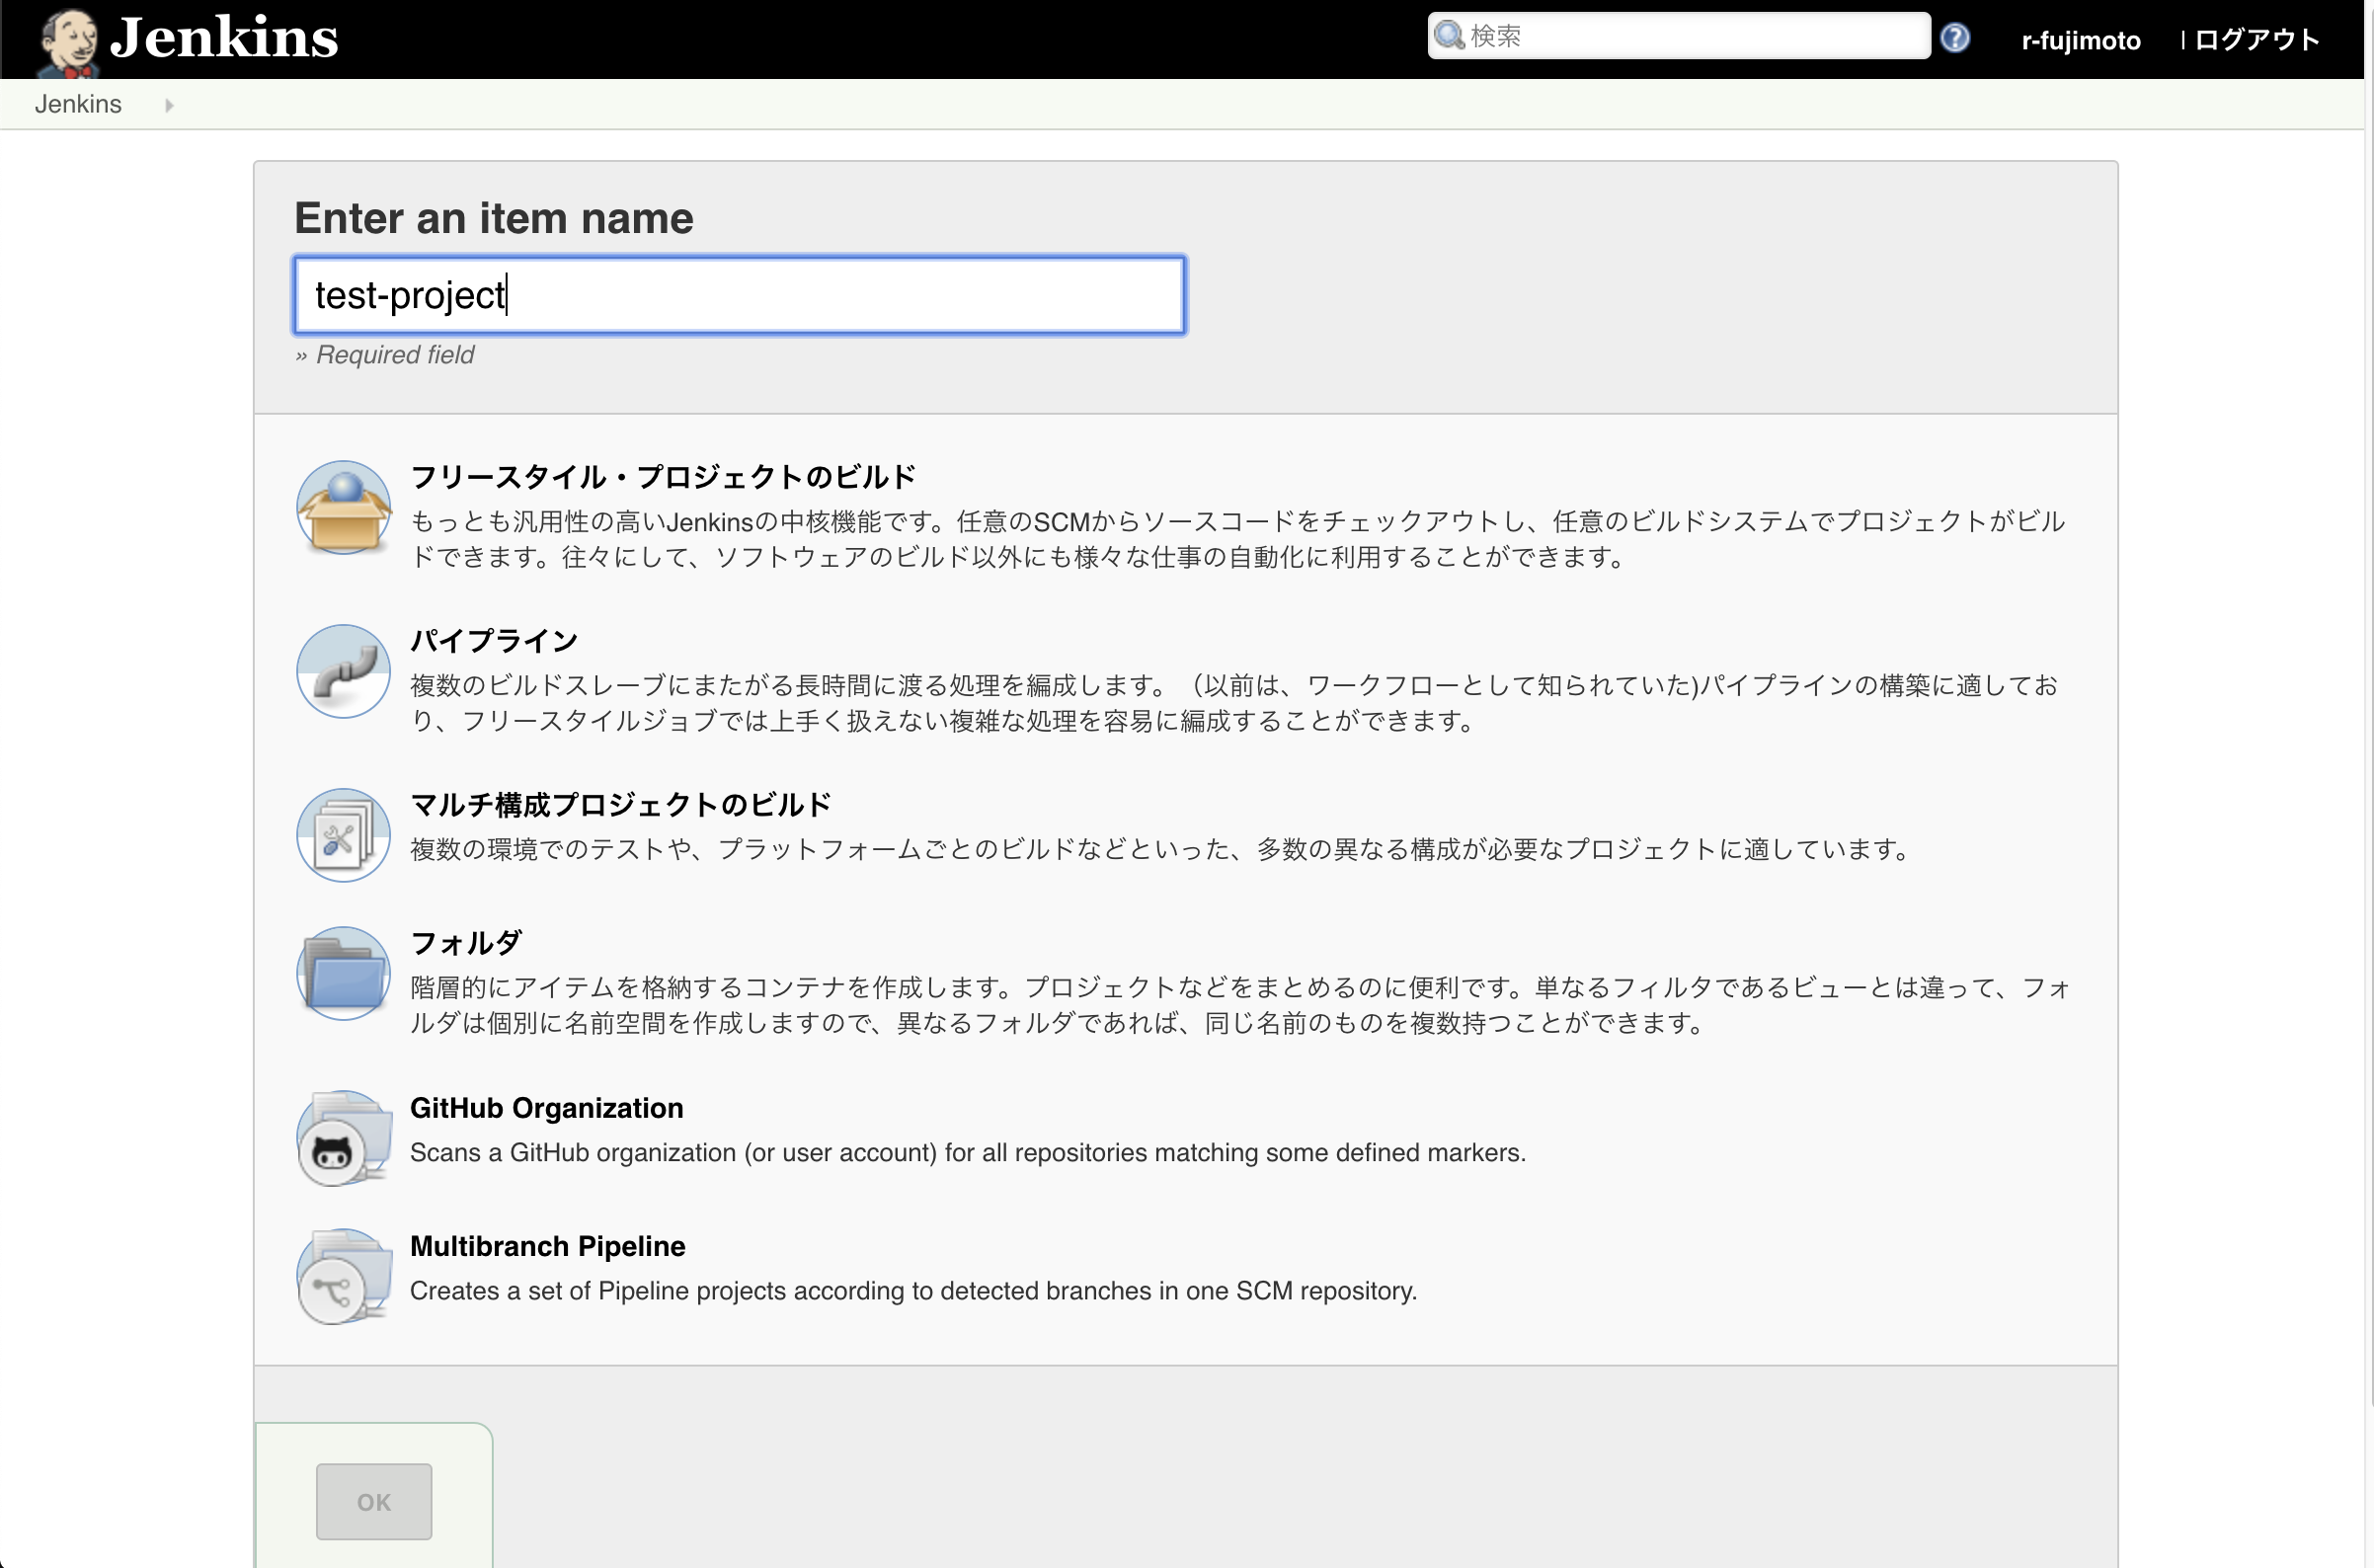 Jenkins
検索
r-fujimoto
| ログアウト
Jenkins
Enter an item name
test-project
» Required field
フリースタイル・プロジェクトのビルド
もっとも汎用性の高いJenkinsの中核機能です。任意のSCMからソースコードをチェックアウトし、任意のビルドシステムでプロジェクトがビル
ドできます。往々にして、ソフトウェアのビルド以外にも様々な仕事の自動化に利用することができます。
パイプライン
複数のビルドスレーブにまたがる長時間に渡る処理を編成します。（以前は、ワークフローとして知られていた)パイプラインの構築に適してお
り、フリースタイルジョブでは上手く扱えない複雑な処理を容易に編成することができます。
マルチ構成プロジェクトのビルド
複数の環境でのテストや、プラットフォームごとのビルドなどといった、多数の異なる構成が必要なプロジェクトに適しています。
フォルダ
階層的にアイテムを格納するコンテナを作成します。プロジェクトなどをまとめるのに便利です。単なるフィルタであるビューとは違って、フォ
ルダは個別に名前空間を作成しますので、異なるフォルダであれば、同じ名前のものを複数持つことができます。
GitHub Organization
Scans a GitHub organization (or user account) for all repositories matching some defined markers.
Multibranch Pipeline
Creates a set of Pipeline projects according to detected branches in one SCM repository.
OK